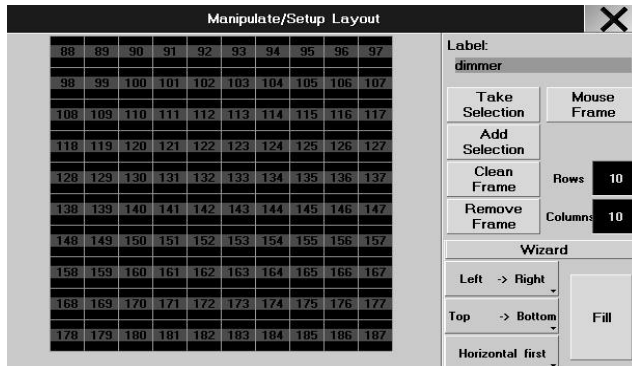 Manipulate/Setup Layout
88 89 90 91 92 93 94 95 96 97
98 99 100 101 102 103 104 105 106 107
108 109 110 111 112 113 114 115 116 117
118 119 120 121 122 123 124 125 126 127
128 129 130 131 132 133 134 135 136 137
138 139 140 141 142 143 144 145 146 147
148 149 150 151 152 153 154 155 156 157
158 159 160 161 162 163 164 165 166 167
168 169 170 171 172 173 174 175 176 177
178 179 180 181 182 183 184 185 186 187
Label:
dimmer
Take Selection
Mouse Frame
Add Selection
Clean Frame
Rows 10
Remove Frame
Columns 10
Wizard
Left -> Right
Top -> Bottom
Fill
Horizontal first